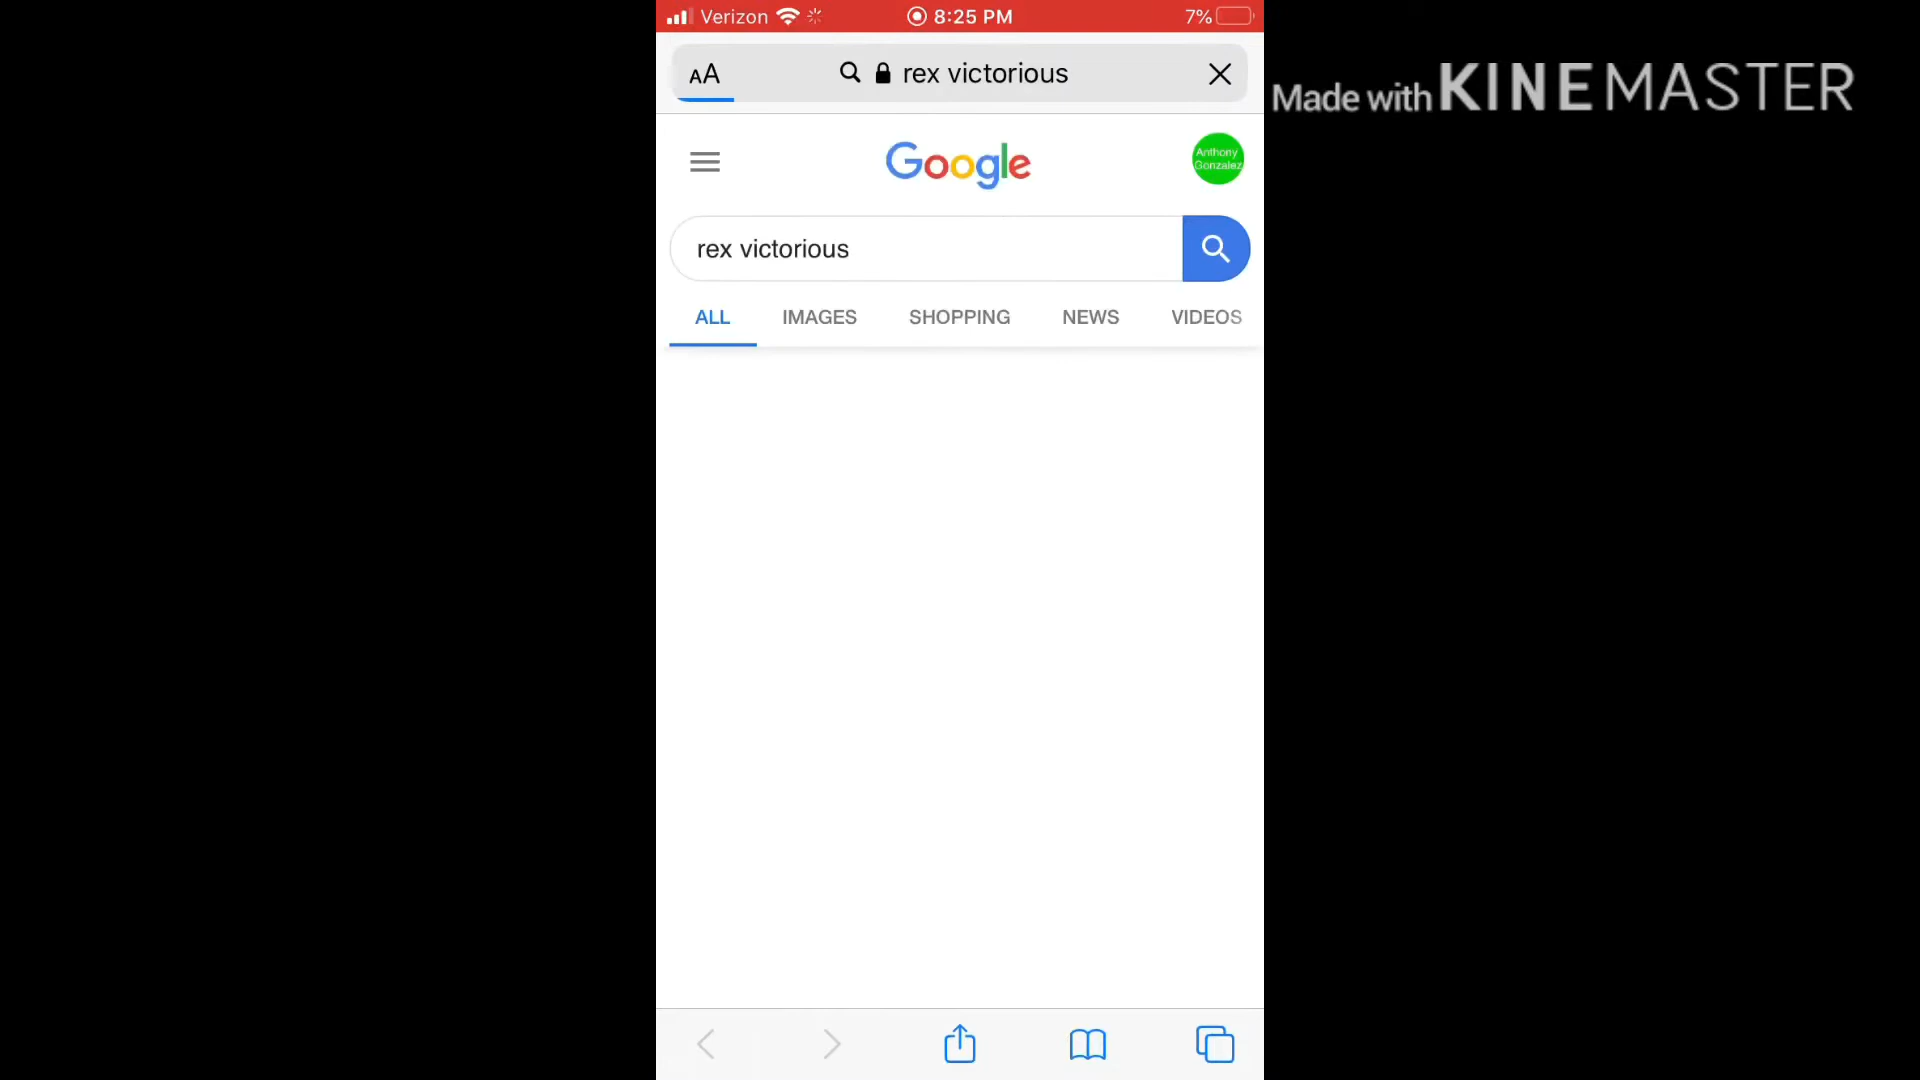 Verizon 8:25 PM 7%
AA rex victorious
Made with KINEMASTER
Google
Anthony
Gonzalez
rex victorious
ALL IMAGES SHOPPING NEWS VIDEOS